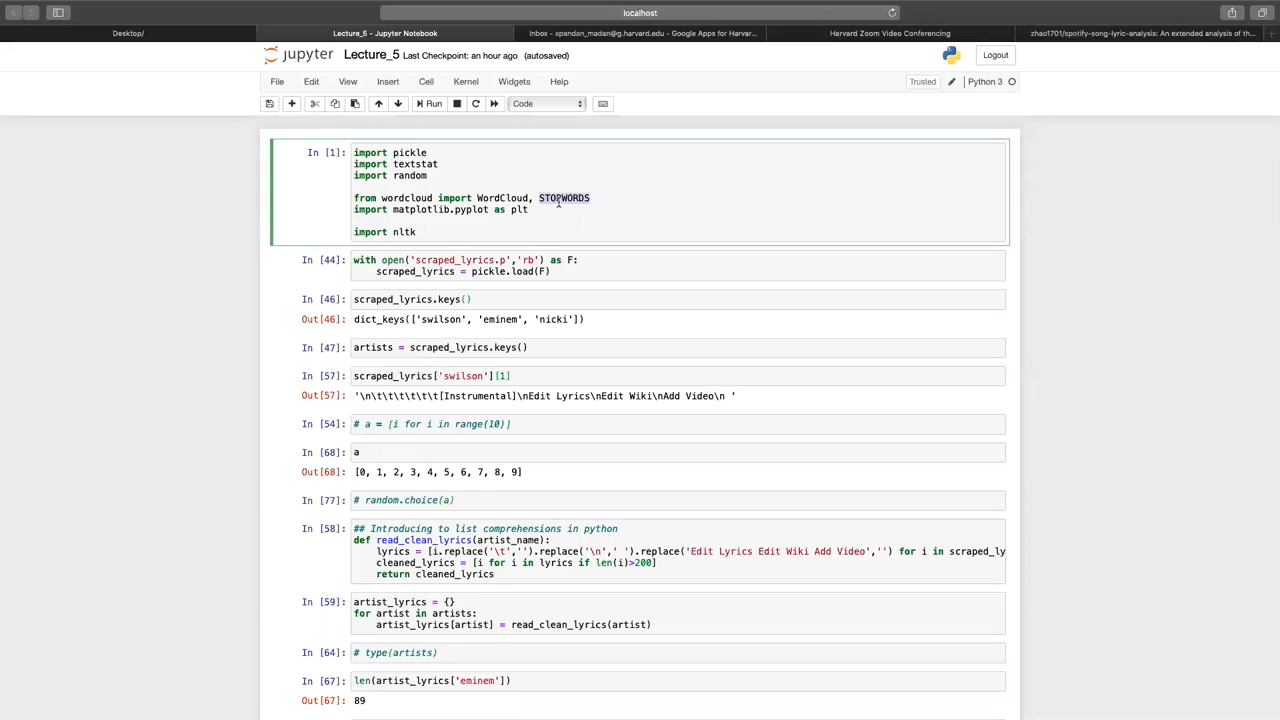 localhost
Desktop/
Lecture_5 - Jupyter Notebook
Inbox - spandan_madan@g.harvard.edu - Google Apps for Harvar...
Harvard Zoom Video Conferencing
zhao1701/spotify-song-lyric-analysis: An extended analysis of th...
jupyter Lecture_5 Last Checkpoint: an hour ago (autosaved)
Logout
File Edit View Insert Cell Kernel Widgets Help
Trusted Python 3
Run Code
In [1]: import pickle
import textstat
import random
from wordcloud import WordCloud, STOPWORDS
import matplotlib.pyplot as plt
import nltk
In [44]: with open('scraped_lyrics.p','rb') as F:
scraped_lyrics = pickle.load(F)
In [46]: scraped_lyrics.keys()
Out[46]: dict_keys(['swilson', 'eminem', 'nicki'])
In [47]: artists = scraped_lyrics.keys()
In [57]: scraped_lyrics['swilson'][1]
Out[57]: '\n\t\t\t\t\t\t[Instrumental]\nEdit Lyrics\nEdit Wiki\nAdd Video\n '
In [54]: # a = [i for i in range(10)]
In [68]: a
Out[68]: [0, 1, 2, 3, 4, 5, 6, 7, 8, 9]
In [77]: # random.choice(a)
In [58]: ## Introducing to list comprehensions in python
def read_clean_lyrics(artist_name):
lyrics = [i.replace('\t','').replace('\n',' ').replace('Edit Lyrics Edit Wiki Add Video','') for i in scraped_ly
cleaned_lyrics = [i for i in lyrics if len(i)>200]
return cleaned_lyrics
In [59]: artist_lyrics = {}
for artist in artists:
artist_lyrics[artist] = read_clean_lyrics(artist)
In [64]: # type(artists)
In [67]: len(artist_lyrics['eminem'])
Out[67]: 89